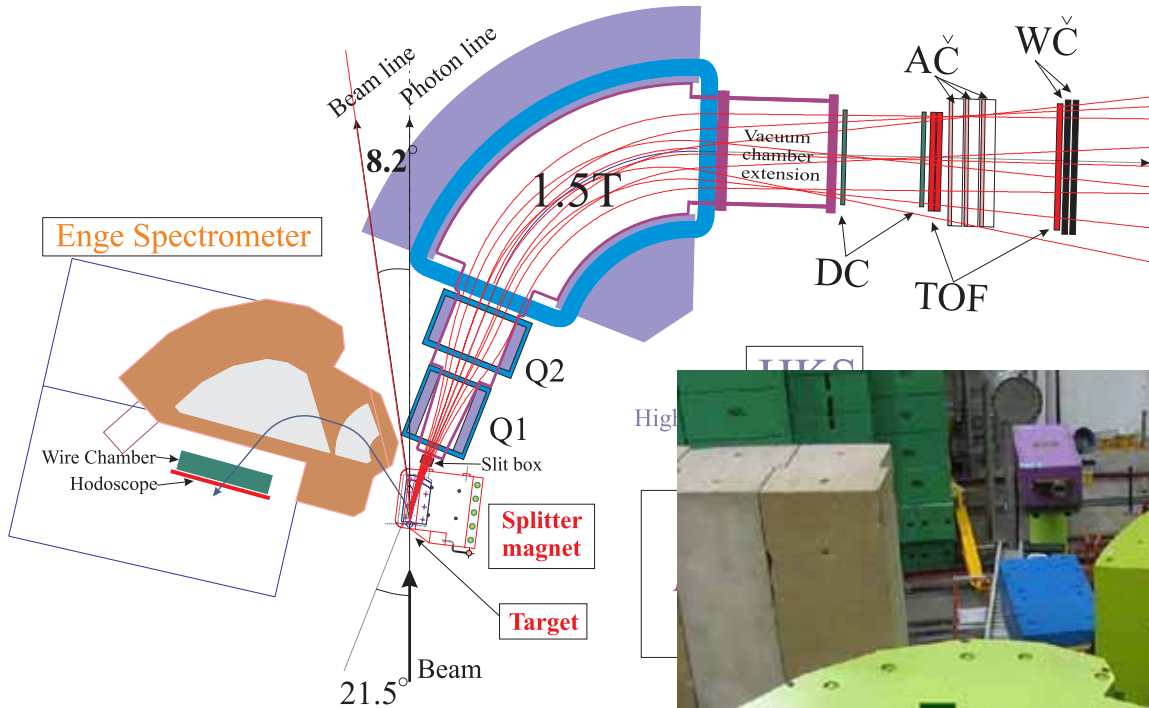 Beam line
Photon line
8.2°
1.5T
Vacuum
chamber
extension
AČ
WČ
DC
TOF
Enge Spectrometer
Q2
Q1
Slit box
Wire Chamber
Hodoscope
Splitter
magnet
Target
Beam
21.5°
HKS
High